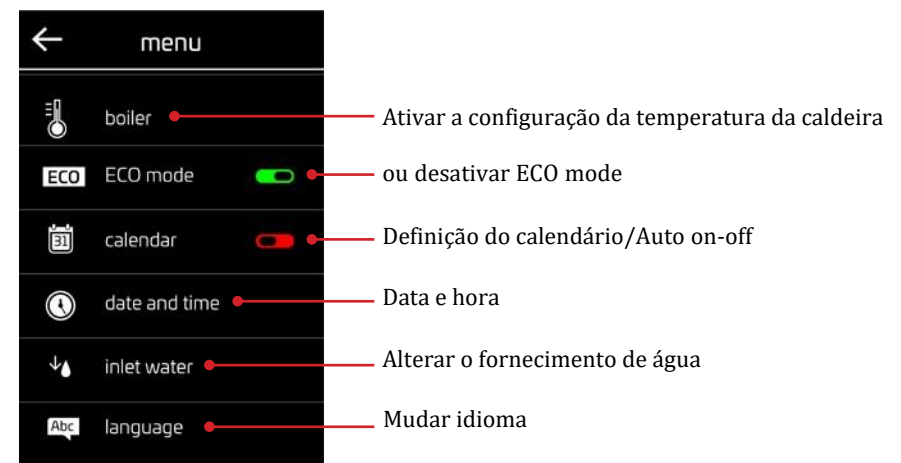 menu
boiler
Ativar a configuração da temperatura da caldeira
ECO
ECO mode
ou desativar ECO mode
31
calendar
Definição do calendário/Auto on-off
date and time
Data e hora
inlet water
Alterar o fornecimento de água
Abc
language
Mudar idioma